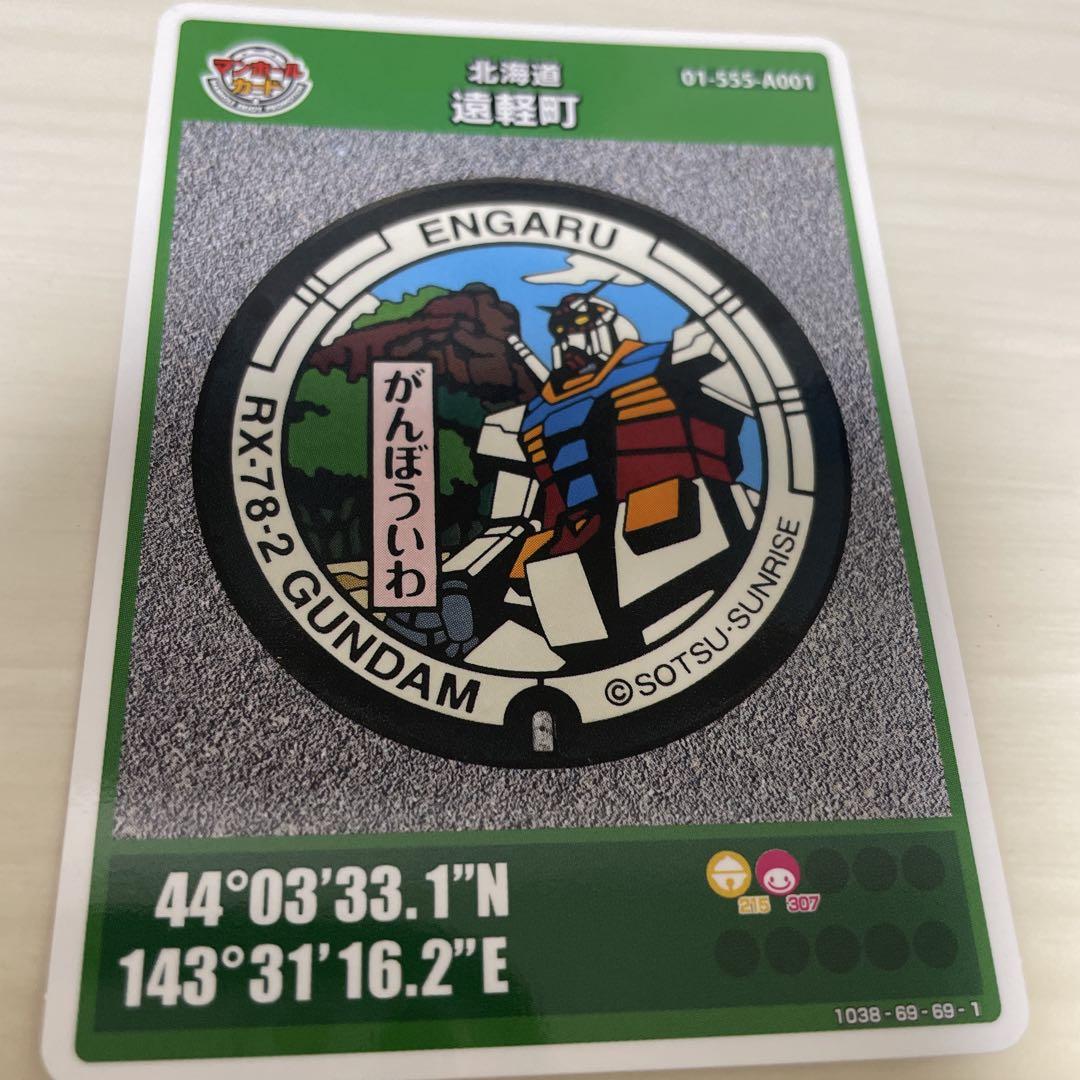 マンホール
カード
北海道
遠軽町
01-555-A001
ENGARU
がんぼういわ
RX-78-2 GUNDAM
©SOTSU・SUNRISE
44°03’33.1”N
143°31’16.2”E
215 307
1038-69-69-1